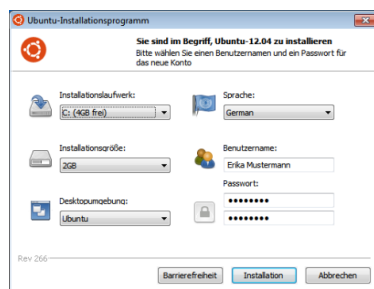 Ubuntu-Installationsprogramm
Sie sind im Begriff, Ubuntu-12.04 zu installieren
Bitte wählen Sie einen Benutzernamen und ein Passwort für
das neue Konto
Installationslaufwerk:
C: (4GB frei)
Sprache:
German
Installationsgröße:
2GB
Benutzername:
Erika Mustermann
Passwort:
Desktopumgebung:
Ubuntu
Rev 266
Barrierefreiheit
Installation
Abbrechen